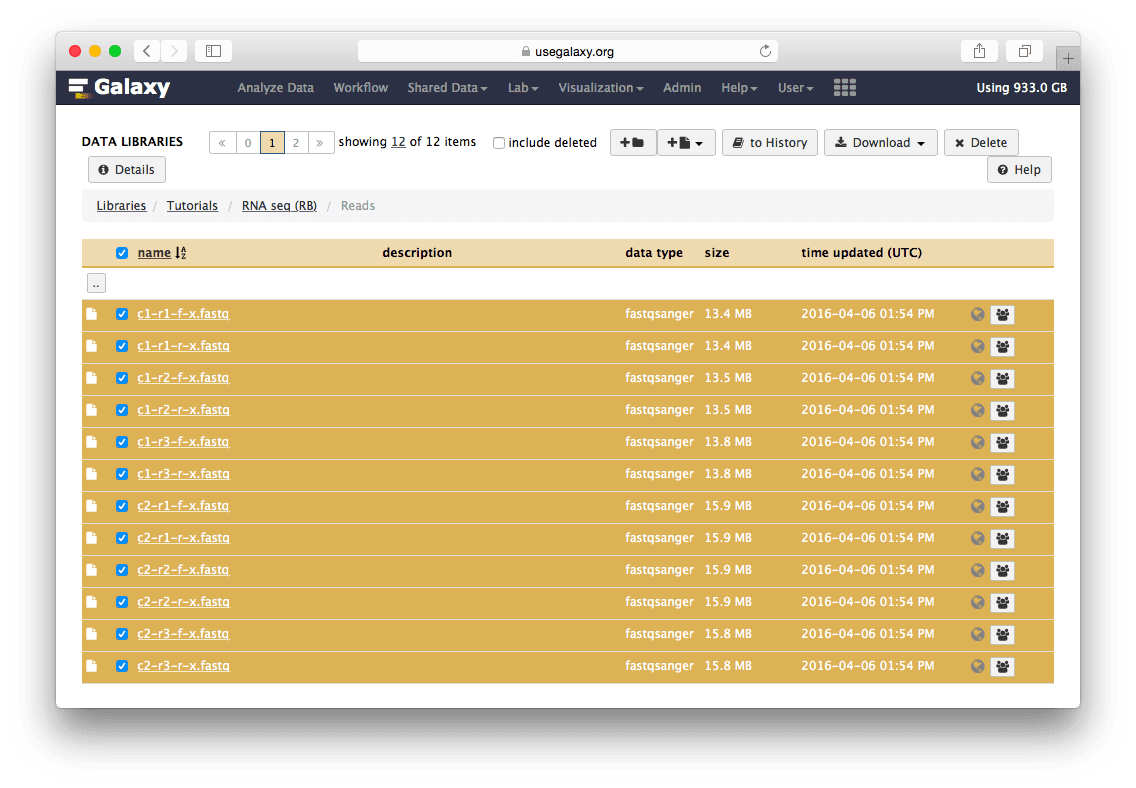 usegalaxy.org
Galaxy Analyze Data Workflow Shared Data Lab Visualization Admin Help User Using 933.0 GB
DATA LIBRARIES « 0 1 2 » showing 12 of 12 items include deleted + + to History Download Delete
Details Help
Libraries / Tutorials / RNA seq (RB) / Reads
name description data type size time updated (UTC)
..
c1-r1-f-x.fastq fastqsanger 13.4 MB 2016-04-06 01:54 PM
c1-r1-r-x.fastq fastqsanger 13.4 MB 2016-04-06 01:54 PM
c1-r2-f-x.fastq fastqsanger 13.5 MB 2016-04-06 01:54 PM
c1-r2-r-x.fastq fastqsanger 13.5 MB 2016-04-06 01:54 PM
c1-r3-f-x.fastq fastqsanger 13.8 MB 2016-04-06 01:54 PM
c1-r3-r-x.fastq fastqsanger 13.8 MB 2016-04-06 01:54 PM
c2-r1-f-x.fastq fastqsanger 15.9 MB 2016-04-06 01:54 PM
c2-r1-r-x.fastq fastqsanger 15.9 MB 2016-04-06 01:54 PM
c2-r2-f-x.fastq fastqsanger 15.9 MB 2016-04-06 01:54 PM
c2-r2-r-x.fastq fastqsanger 15.9 MB 2016-04-06 01:54 PM
c2-r3-f-x.fastq fastqsanger 15.8 MB 2016-04-06 01:54 PM
c2-r3-r-x.fastq fastqsanger 15.8 MB 2016-04-06 01:54 PM